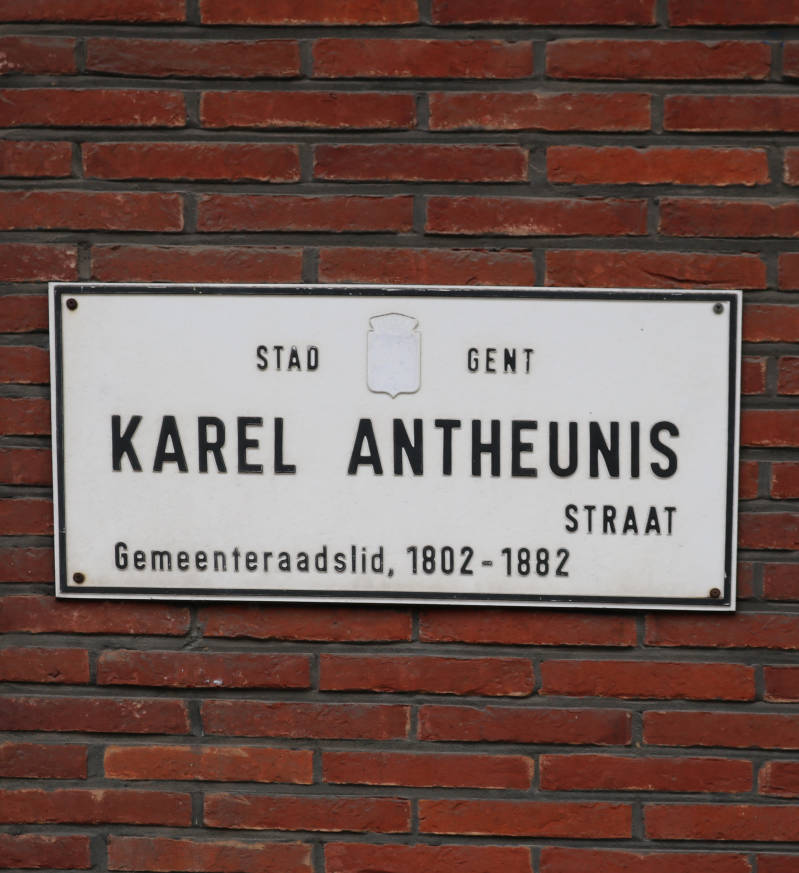 STAD GENT
KAREL ANTHEUNIS
STRAAT
Gemeenteraadslid, 1802-1882